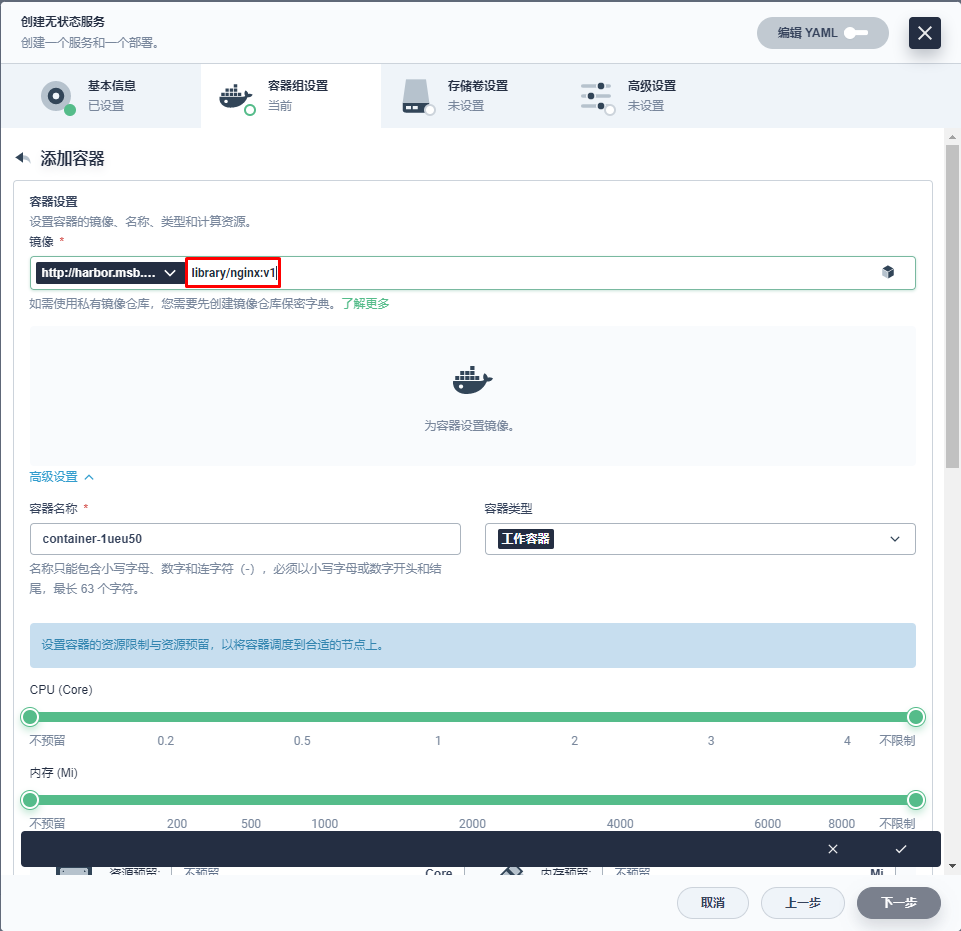 创建无状态服务
创建一个服务和一个部署。
编辑 YAML
基本信息
已设置
容器组设置
当前
存储卷设置
未设置
高级设置
未设置
添加容器
容器设置
设置容器的镜像、名称、类型和计算资源。
镜像 *
http://harbor.msb.... library/nginx:v1
如需使用私有镜像仓库，您需要先创建镜像仓库保密字典。了解更多
为容器设置镜像。
高级设置
容器名称 * 容器类型
container-1ueu50 工作容器
名称只能包含小写字母、数字和连字符（-），必须以小写字母或数字开头和结
尾，最长 63 个字符。
设置容器的资源限制与资源预留，以将容器调度到合适的节点上。
CPU (Core)
不预留 0.2 0.5 1 2 3 4 不限制
内存 (Mi)
不预留 200 500 1000 2000 4000 6000 8000 不限制
资源预留: 不预留 Core 内存预留: 不预留 Mi
取消 上一步 下一步